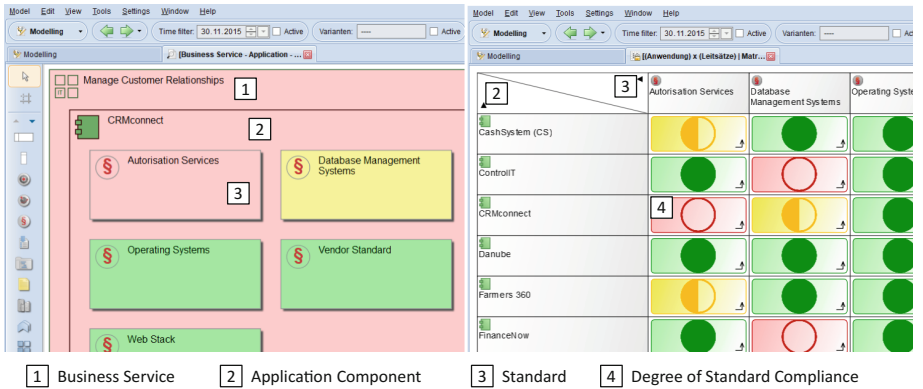 Model Edit View Tools Settings Window Help
Modelling Time filter: 30.11.2015 Active Varianten: ---- Active
Modelling [Business Service - Application - ...
Manage Customer Relationships
IT
1
CRMconnect
2
§ Autorisation Services
3
§ Database Management
Systems
§ Operating Systems
§ Vendor Standard
§ Web Stack
Model Edit View Tools Settings Window Help
Modelling Time filter: 30.11.2015 Active Varianten: ----
Modelling [(Anwendung) x (Leitsätze) | Matr...
2
3
Autorisation Services
Database
Management Systems
Operating Syste
CashSystem (CS)
ControlIT
CRMconnect
4
Danube
Farmers 360
FinanceNow
1 Business Service 2 Application Component 3 Standard 4 Degree of Standard Compliance